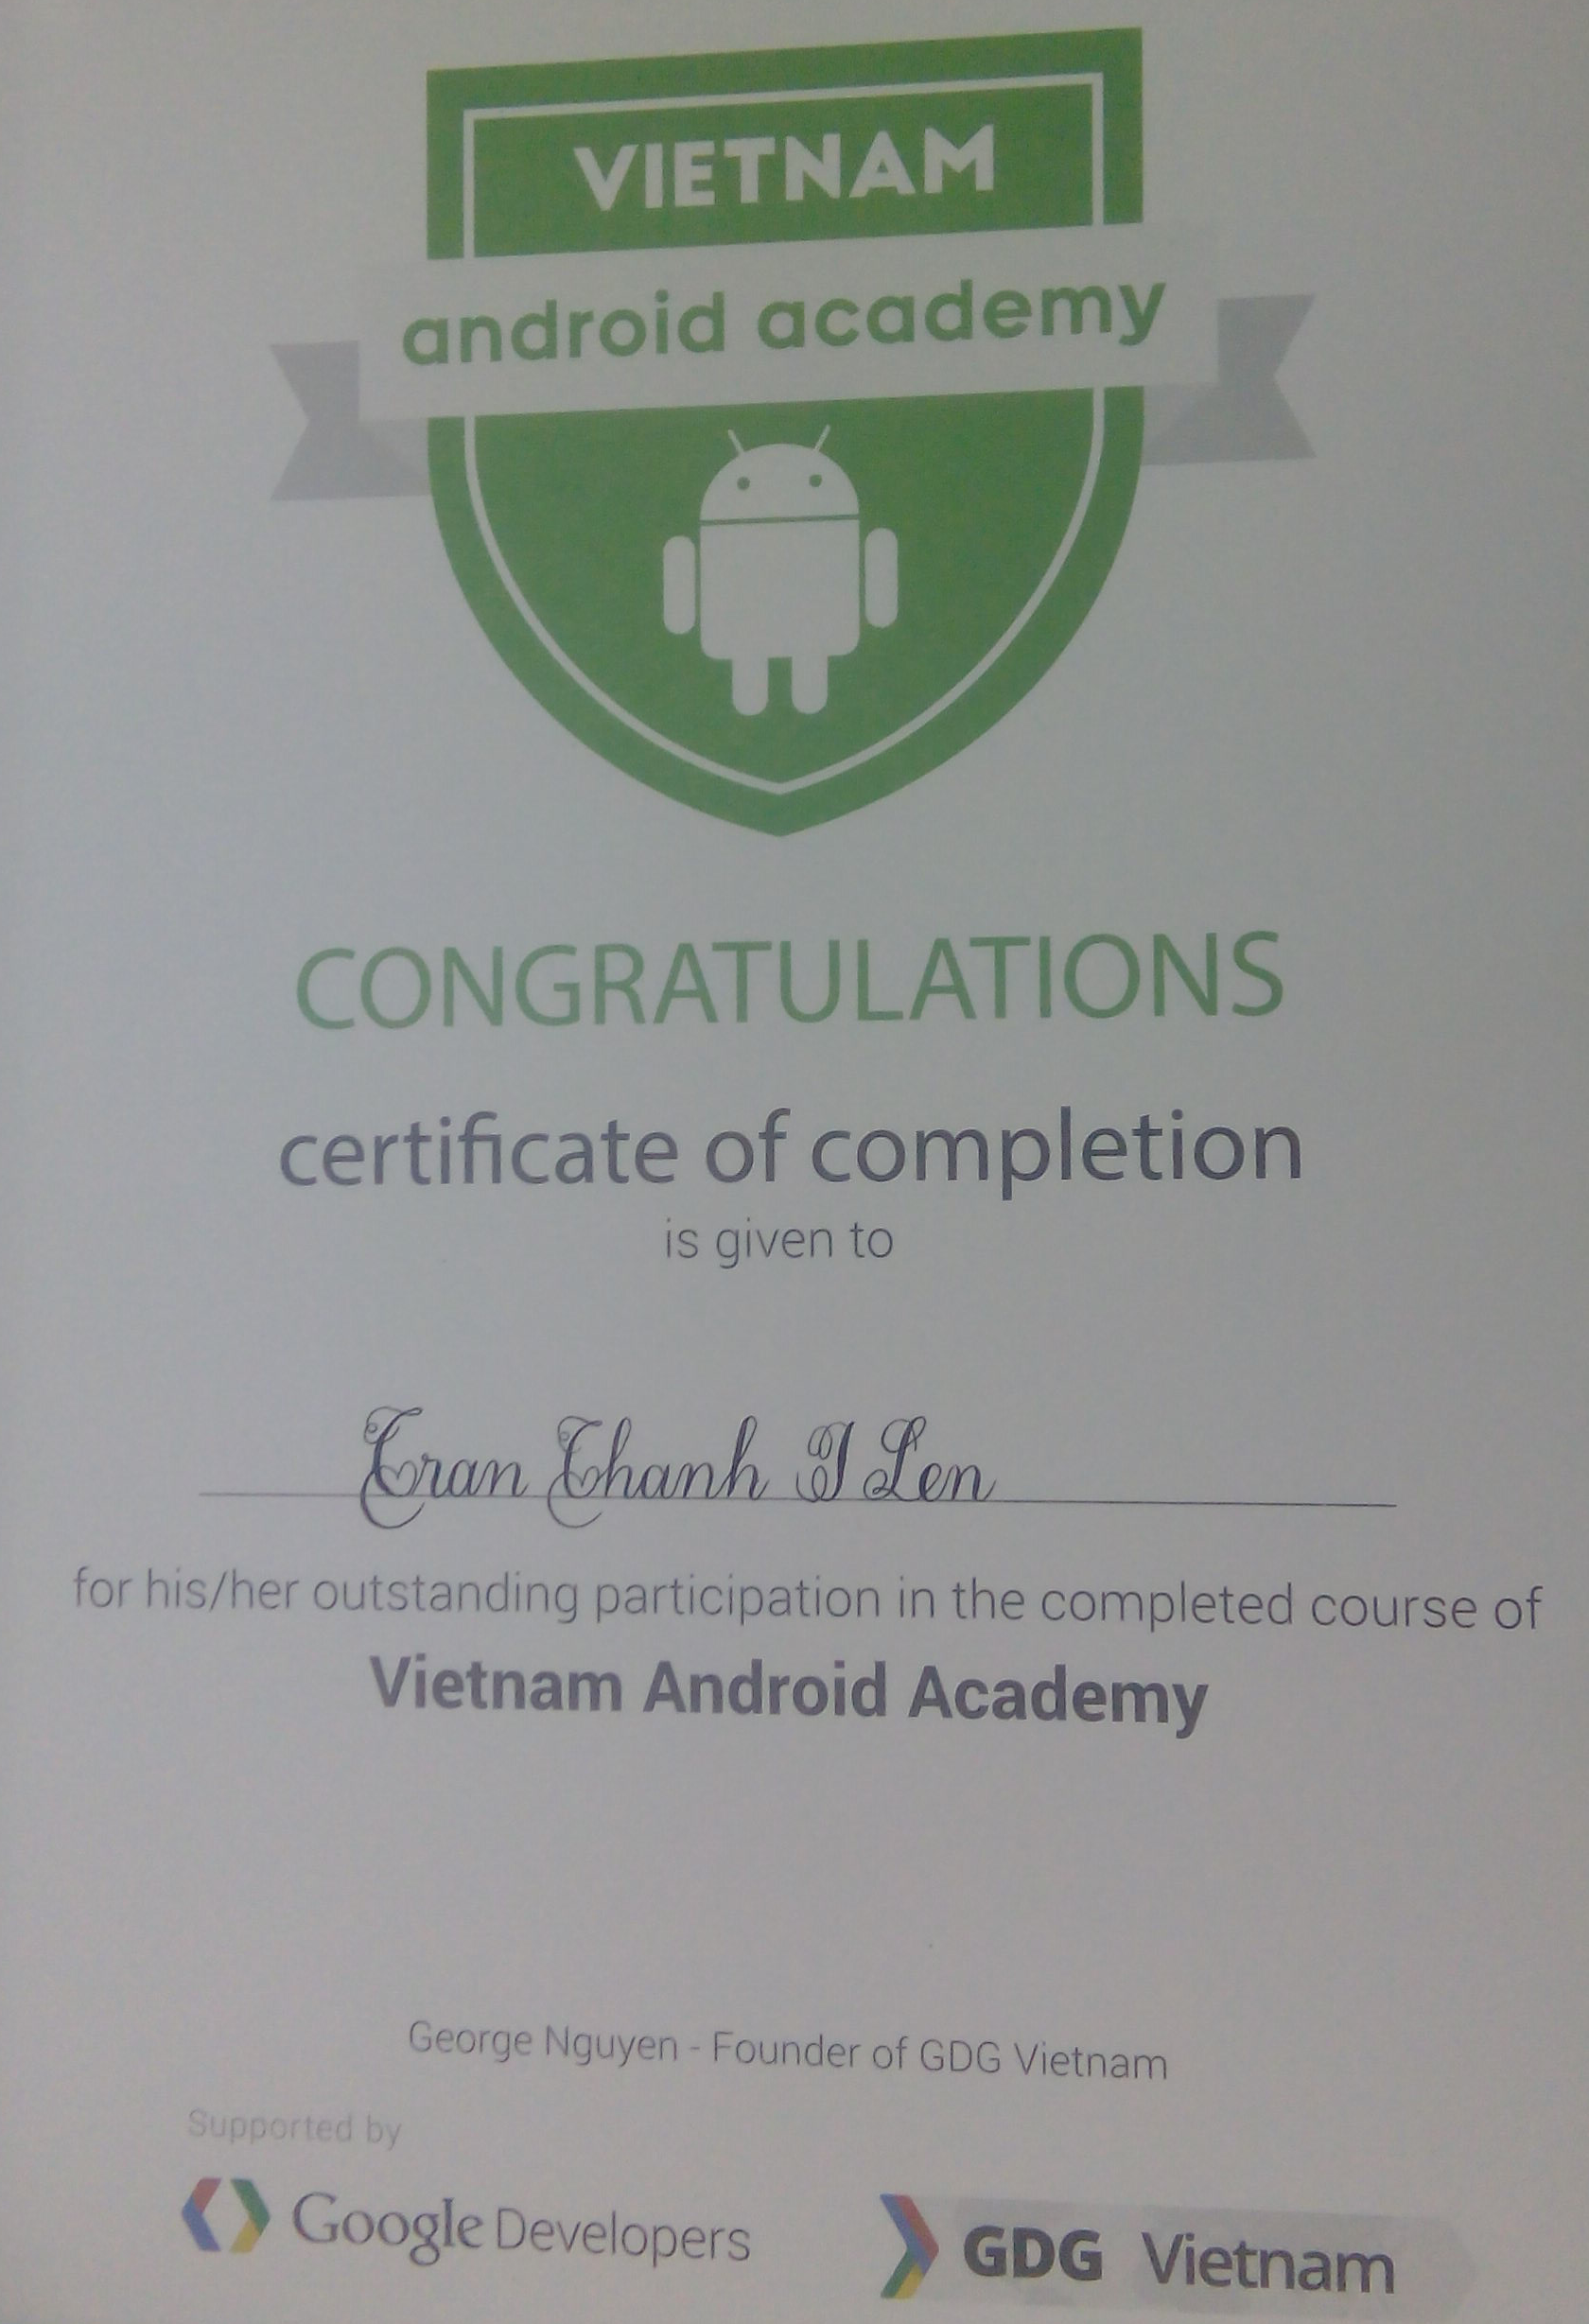 VIETNAM
android academy
CONGRATULATIONS
certificate of completion
is given to
Tran Thanh I Len
for his/her outstanding participation in the completed course of
Vietnam Android Academy
George Nguyen - Founder of GDG Vietnam
Supported by
Google Developers
GDG Vietnam